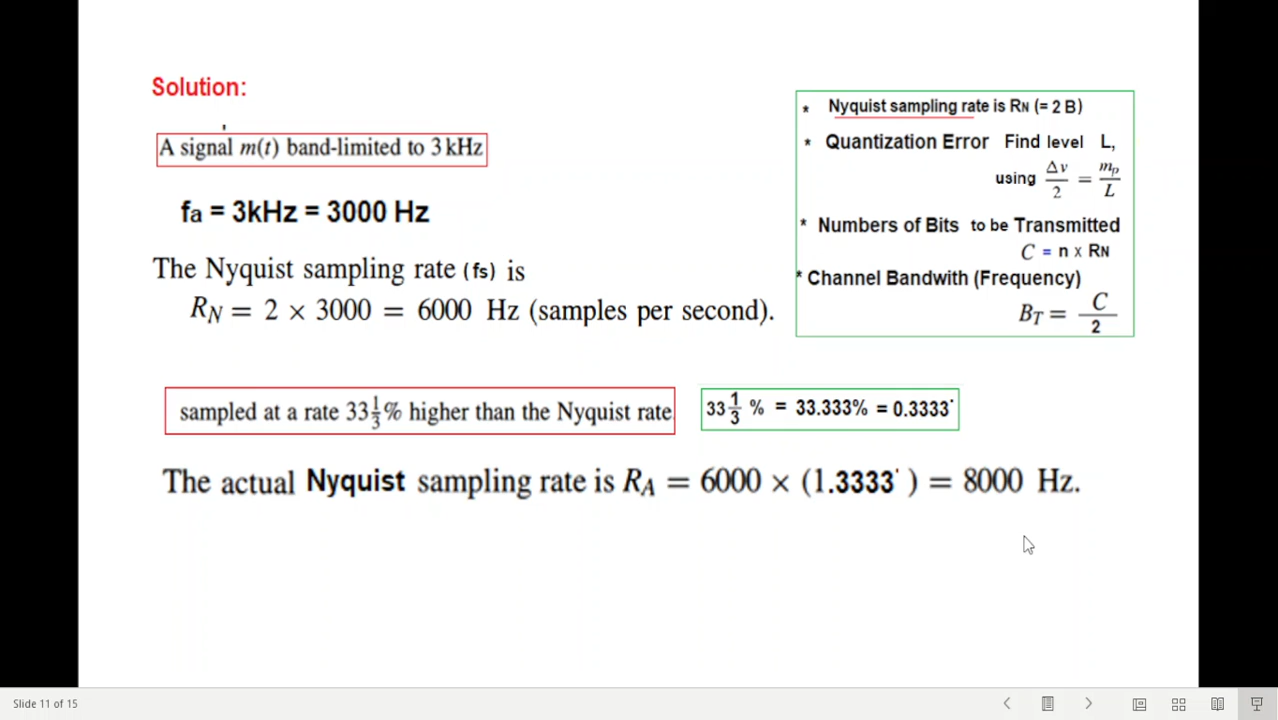 Solution:
A signal m(t) band-limited to 3 kHz
fa = 3kHz = 3000 Hz
The Nyquist sampling rate (fs) is
RN = 2 × 3000 = 6000 Hz (samples per second).
* Nyquist sampling rate is RN (= 2 B)
* Quantization Error Find level L,
using Δv/2 = mp/L
* Numbers of Bits to be Transmitted
C = n x RN
* Channel Bandwith (Frequency)
BT = C/2
sampled at a rate 33 1/3% higher than the Nyquist rate
33 1/3 % = 33.333% = 0.3333˙
The actual Nyquist sampling rate is RA = 6000 × (1.3333˙ ) = 8000 Hz.
Slide 11 of 15